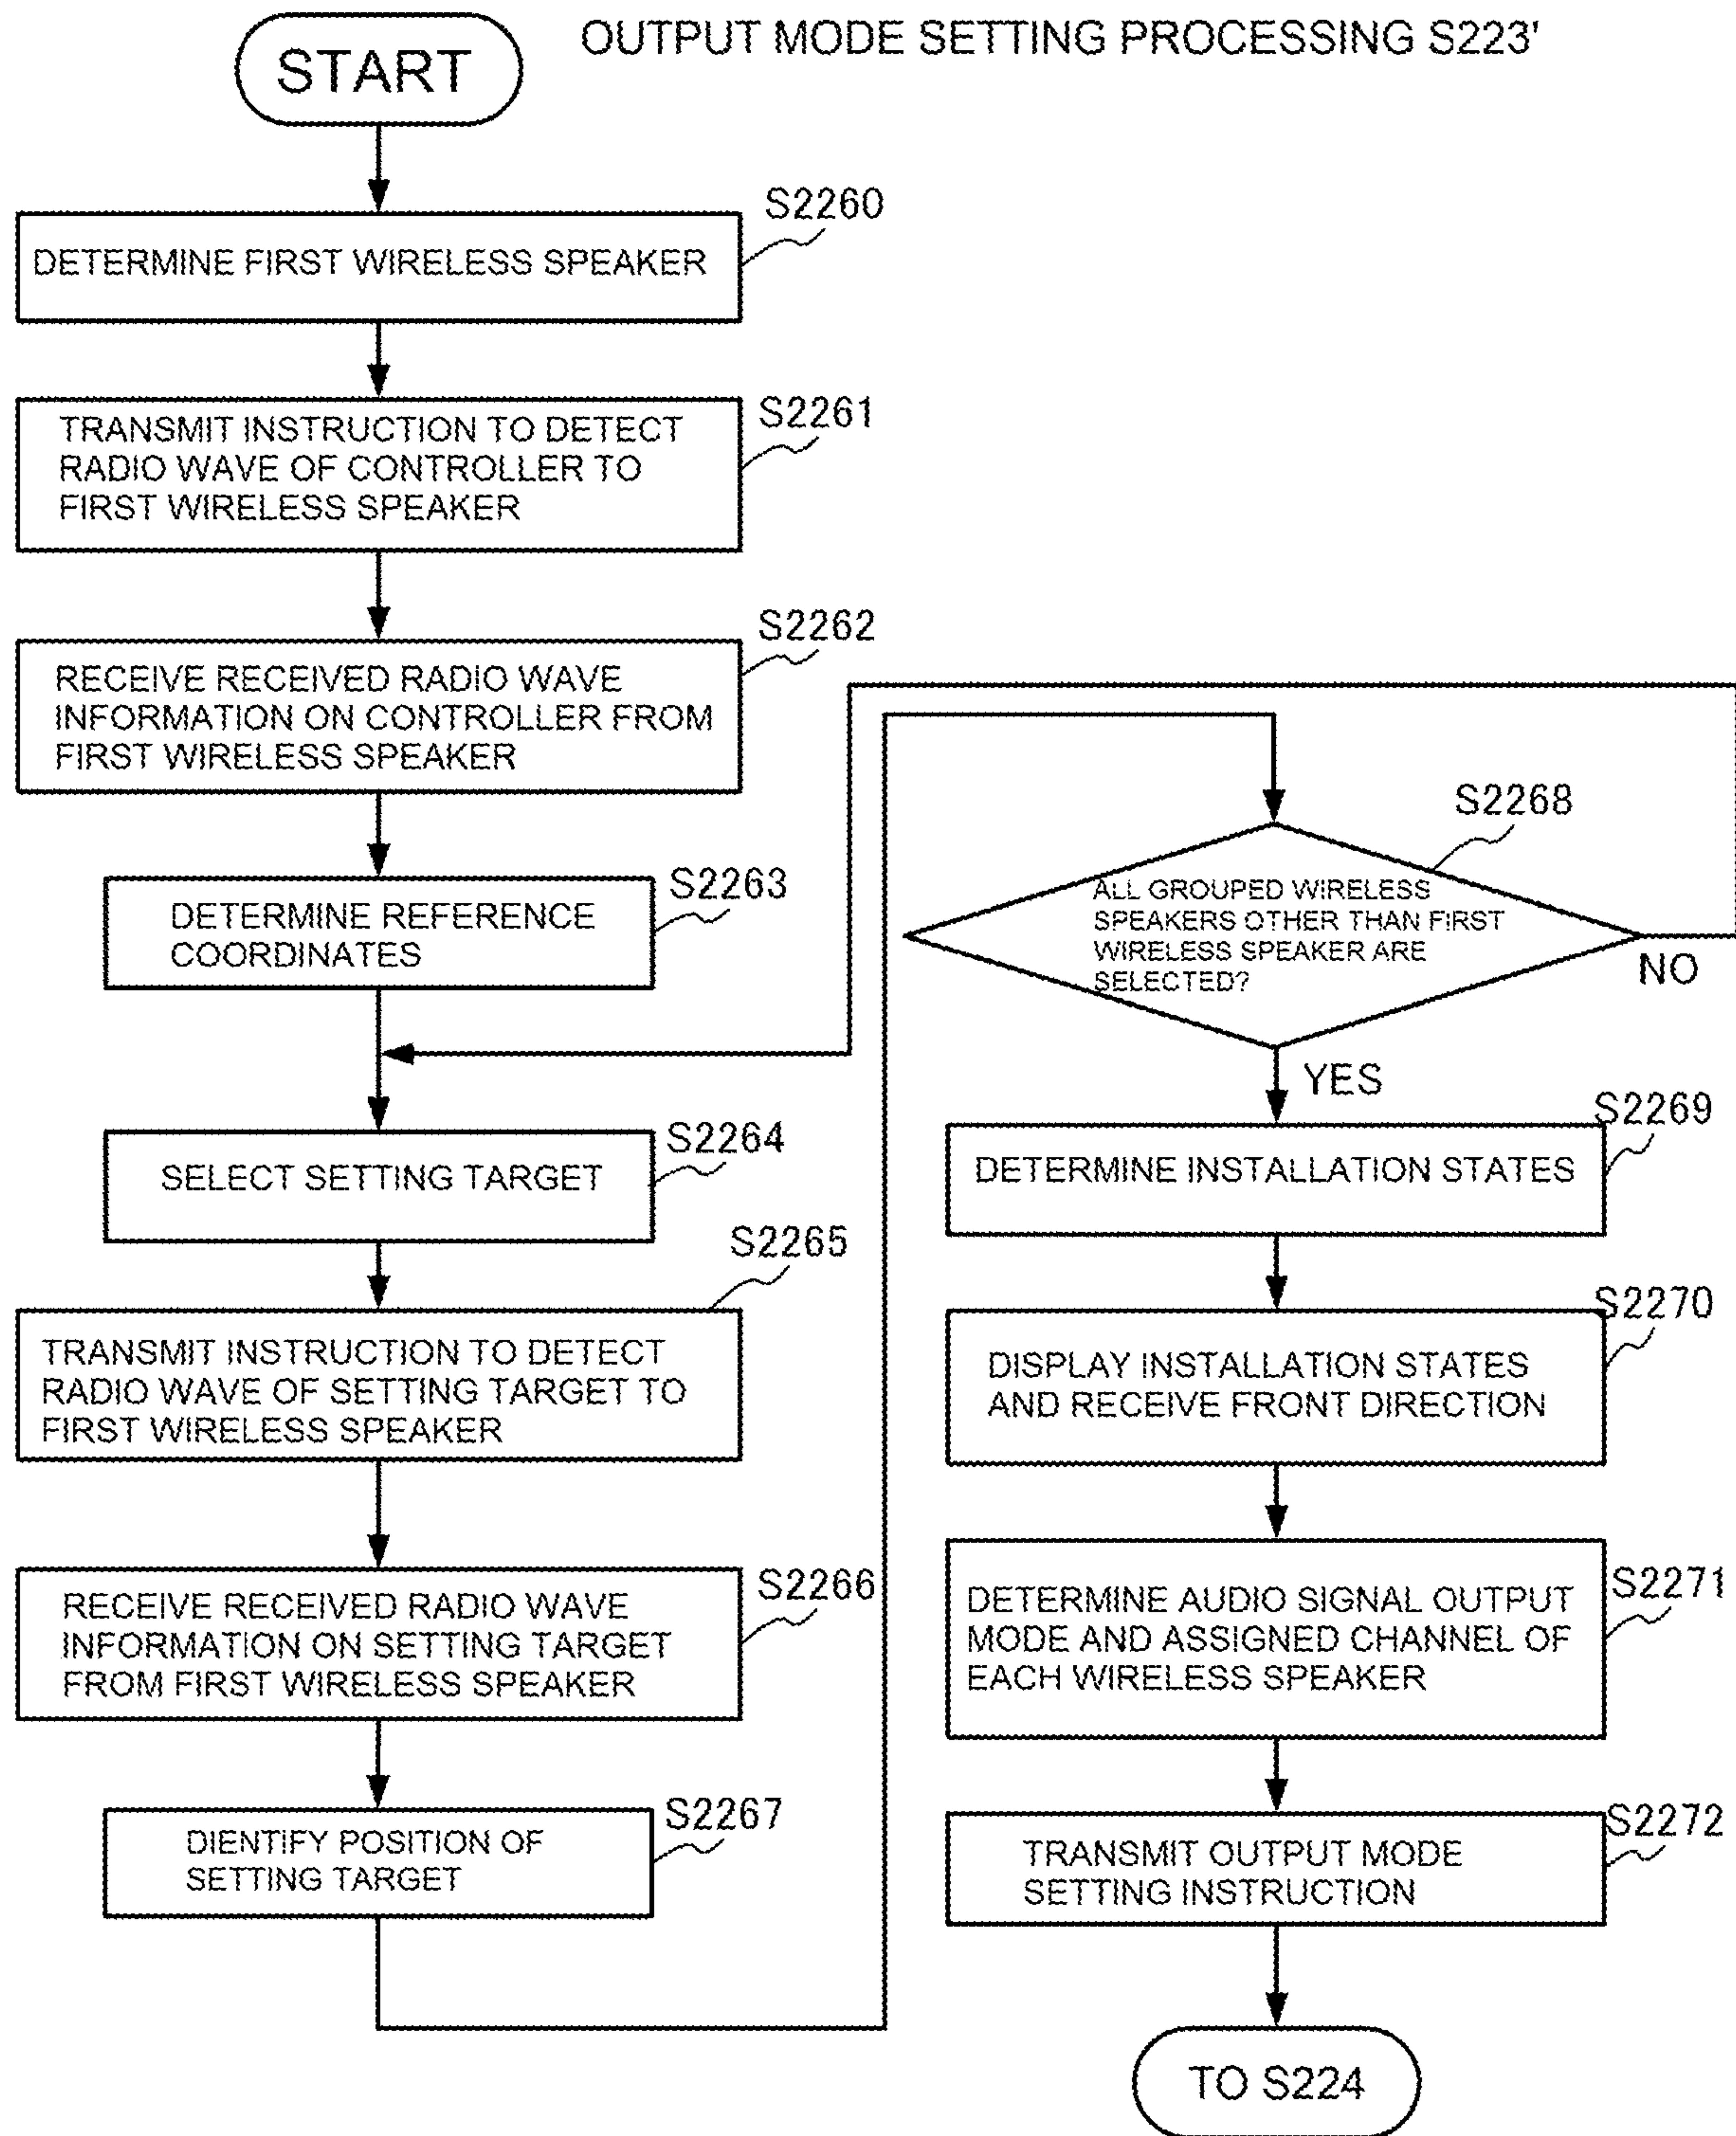 START
OUTPUT MODE SETTING PROCESSING S223'
S2260
DETERMINE FIRST WIRELESS SPEAKER
S2261
TRANSMIT INSTRUCTION TO DETECT
RADIO WAVE OF CONTROLLER TO
FIRST WIRELESS SPEAKER
S2262
RECEIVE RECEIVED RADIO WAVE
INFORMATION ON CONTROLLER FROM
FIRST WIRELESS SPEAKER
S2263
DETERMINE REFERENCE
COORDINATES
S2264
SELECT SETTING TARGET
S2265
TRANSMIT INSTRUCTION TO DETECT
RADIO WAVE OF SETTING TARGET TO
FIRST WIRELESS SPEAKER
S2266
RECEIVE RECEIVED RADIO WAVE
INFORMATION ON SETTING TARGET
FROM FIRST WIRELESS SPEAKER
S2267
DIENTIFY POSITION OF
SETTING TARGET
S2268
ALL GROUPED WIRELESS
SPEAKERS OTHER THAN FIRST
WIRELESS SPEAKER ARE
SELECTED?
NO
YES
S2269
DETERMINE INSTALLATION STATES
S2270
DISPLAY INSTALLATION STATES
AND RECEIVE FRONT DIRECTION
S2271
DETERMINE AUDIO SIGNAL OUTPUT
MODE AND ASSIGNED CHANNEL OF
EACH WIRELESS SPEAKER
S2272
TRANSMIT OUTPUT MODE
SETTING INSTRUCTION
TO S224